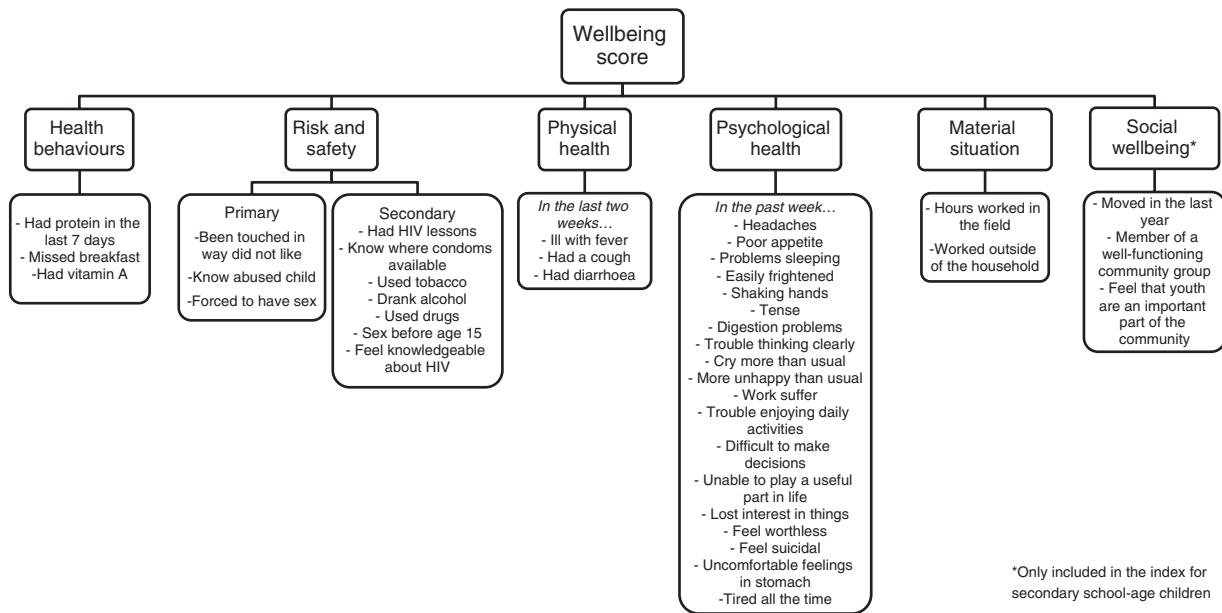 Wellbeing
score
Health
behaviours
- Had protein in the
last 7 days
- Missed breakfast
-Had vitamin A
Risk and
safety
Primary
-Been touched in
way did not like
-Know abused child
-Forced to have sex
Secondary
- Had HIV lessons
- Know where condoms
available
- Used tobacco
- Drank alcohol
- Used drugs
- Sex before age 15
- Feel knowledgeable
about HIV
Physical
health
In the last two
weeks…
- Ill with fever
- Had a cough
- Had diarrhoea
Psychological
health
In the past week…
- Headaches
- Poor appetite
- Problems sleeping
- Easily frightened
- Shaking hands
- Tense
- Digestion problems
- Trouble thinking clearly
- Cry more than usual
- More unhappy than usual
- Work suffer
- Trouble enjoying daily
activities
- Difficult to make
decisions
- Unable to play a useful
part in life
- Lost interest in things
- Feel worthless
- Feel suicidal
- Uncomfortable feelings
in stomach
-Tired all the time
Material
situation
- Hours worked in
the field
-Worked outside
of the household
Social
wellbeing*
- Moved in the last
year
- Member of a
well-functioning
community group
- Feel that youth
are an important
part of the
community
*Only included in the index for
secondary school-age children